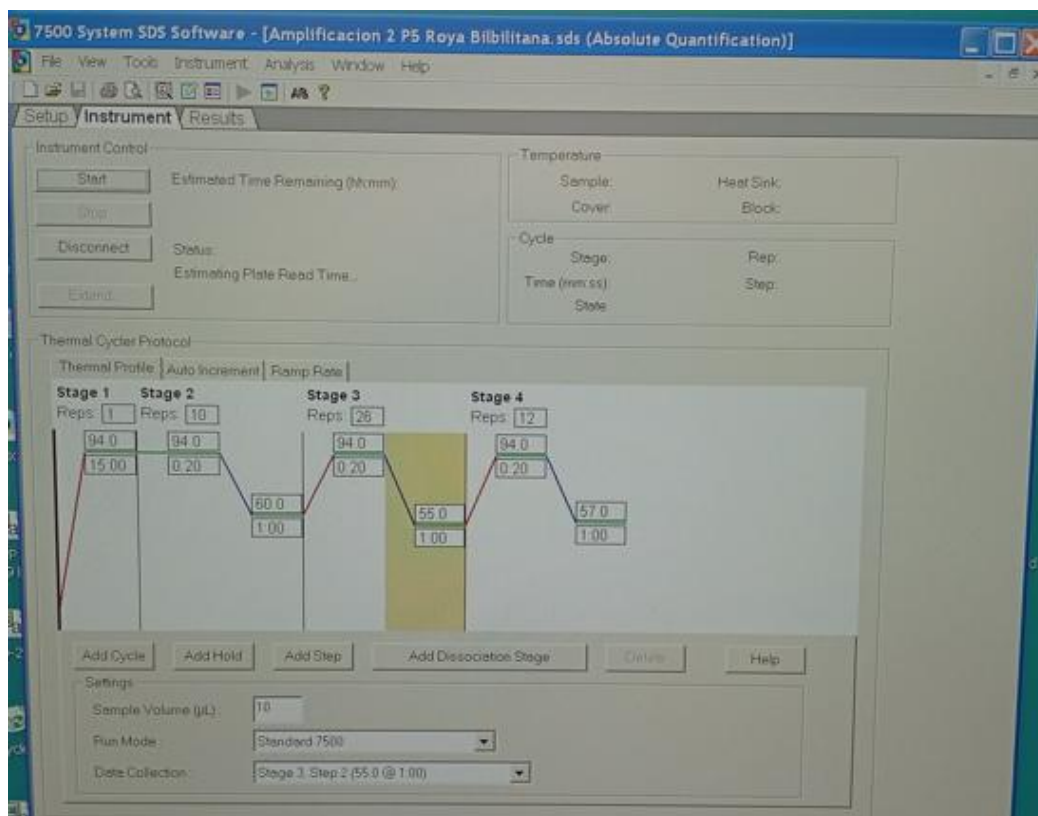 7500 System SDS Software - [Amplificacion 2 P5 Roya Bilbilitana.sds (Absolute Quantification)]
File View Tools Instrument Analysis Window Help
Setup Instrument Results
Instrument Control
Start Estimated Time Remaining (hh:mm):
Stop
Disconnect Status:
Estimating Plate Read Time...
Extend...
Temperature
Sample: Heat Sink:
Cover: Block:
Cycle
Stage: Rep:
Time (mm:ss): Step:
State:
Thermal Cycler Protocol
Thermal Profile Auto Increment Ramp Rate
Stage 1 Stage 2 Stage 3 Stage 4
Reps: 1 Reps: 10 Reps: 26 Reps: 12
94.0 94.0 94.0 94.0
15:00 0:20 0:20 0:20
60.0 55.0 57.0
1:00 1:00 1:00
Add Cycle Add Hold Add Step Add Dissociation Stage Delete Help
Settings
Sample Volume (µL): 10
Run Mode: Standard 7500
Data Collection: Stage 3, Step 2 (55.0 @ 1:00)